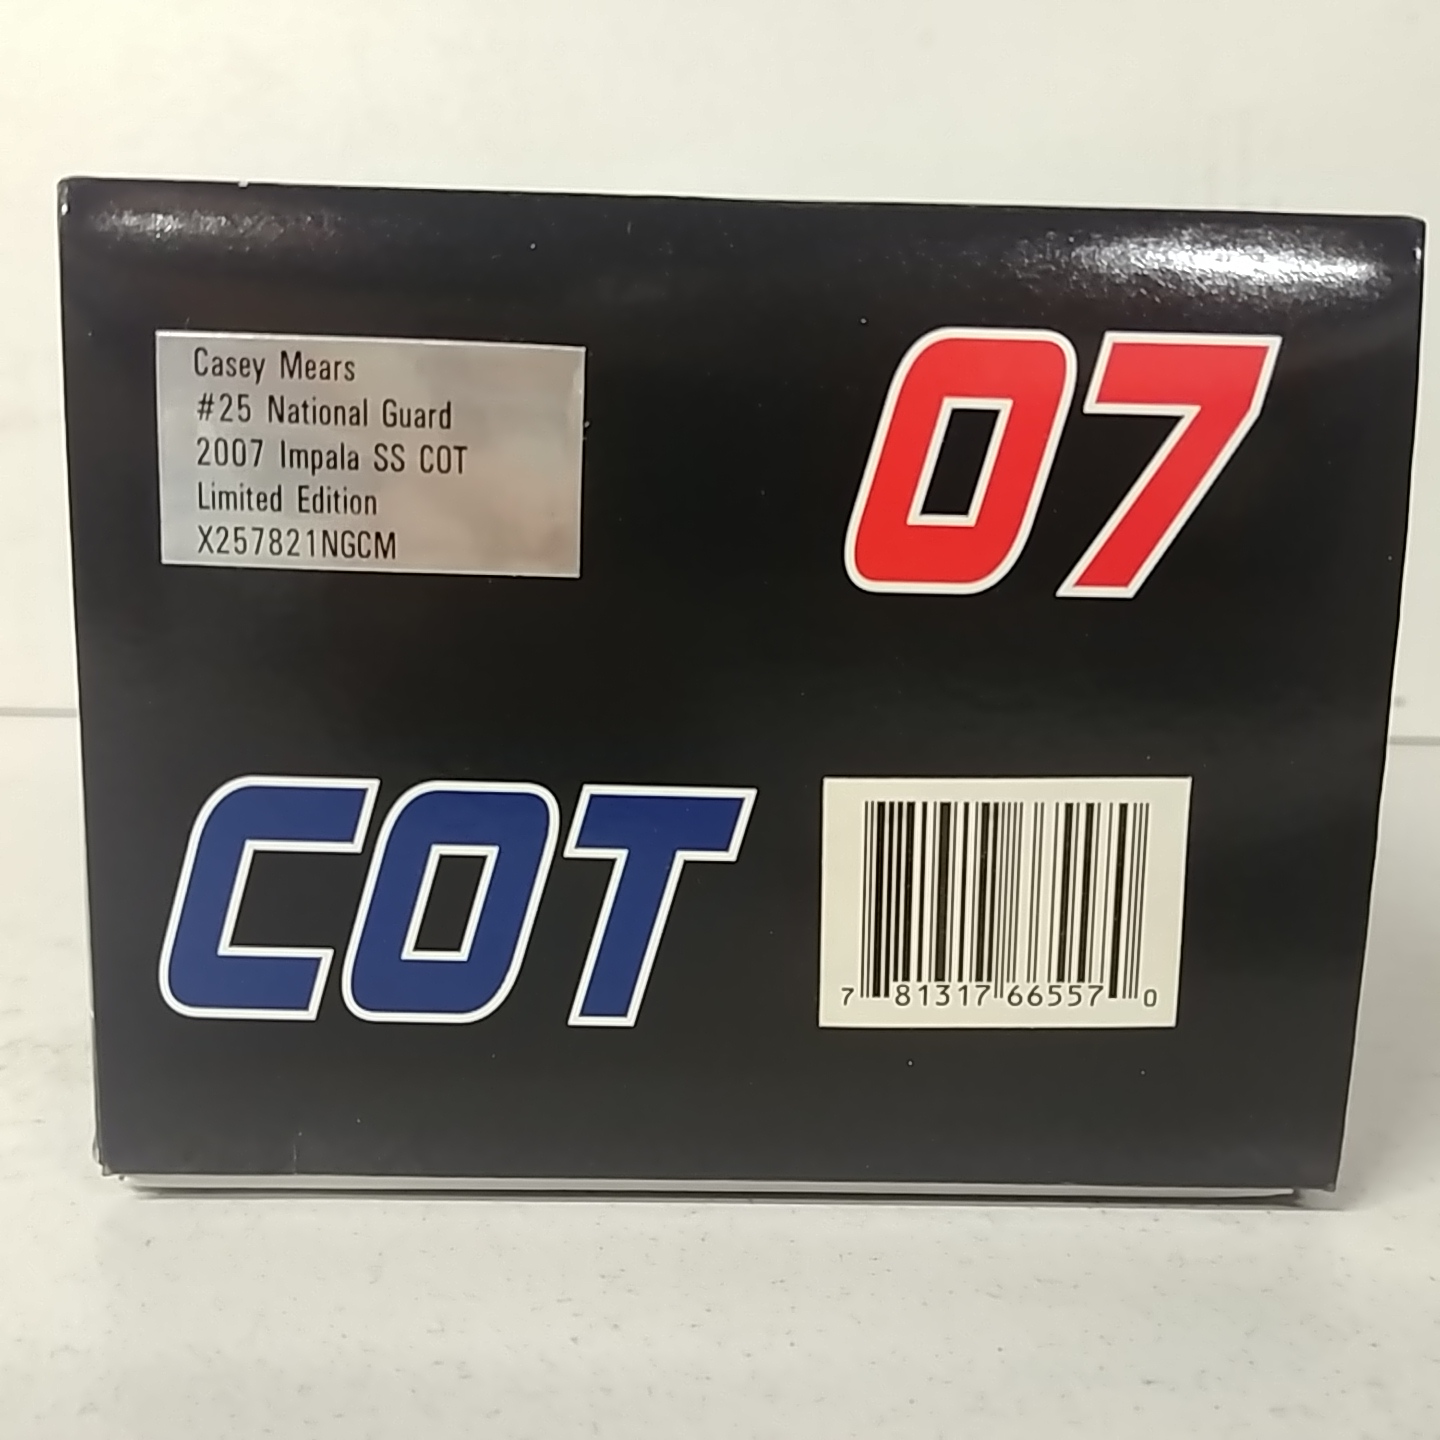 Casey Mears
#25 National Guard
2007 Impala SS COT
Limited Edition
X257821NGCM
07
COT
7 81317 66557 0